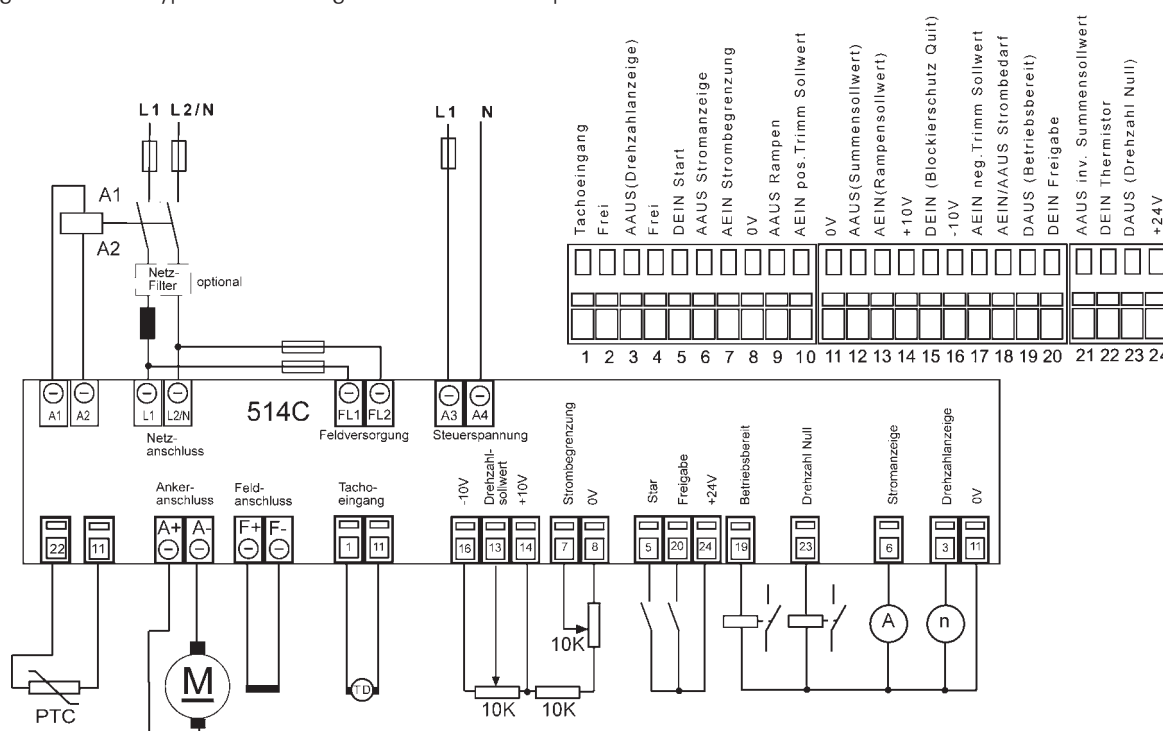 L1 L2/N
L1 N
A1
A2
Netz-
Filter
optional
Tachoeingang
Frei
AAUS(Drehzahlanzeige)
Frei
DEIN Start
AAUS Stromanzeige
AEIN Strombegrenzung
0V
AAUS Rampen
AEIN pos.Trimm Sollwert
0V
AAUS(Summensollwert)
AEIN(Rampensollwert)
+10V
DEIN (Blockierschutz Quit)
-10V
AEIN neg.Trimm Sollwert
AEIN/AAUS Strombedarf
DAUS (Betriebsbereit)
DEIN Freigabe
AAUS inv. Summensollwert
DEIN Thermistor
DAUS (Drehzahl Null)
+24V
1 2 3 4 5 6 7 8 9 10 11 12 13 14 15 16 17 18 19 20 21 22 23 24
A1 A2 L1 L2/N 514C FL1 FL2 A3 A4
Netz-
anschluss
Feldversorgung
Steuerspannung
Anker-
anschluss
Feld-
anschluss
Tacho-
eingang
-10V
Drehzahl-
sollwert
+10V
Strombegrenzung
0V
Star
Freigabe
+24V
Betriebsbereit
Drehzahl Null
Stromanzeige
Drehzahlanzeige
0V
22 11 A+ A- F+ F- 1 11 16 13 14 7 8 5 20 24 19 23 6 3 11
A
n
10K
M
TD
10K 10K
PTC